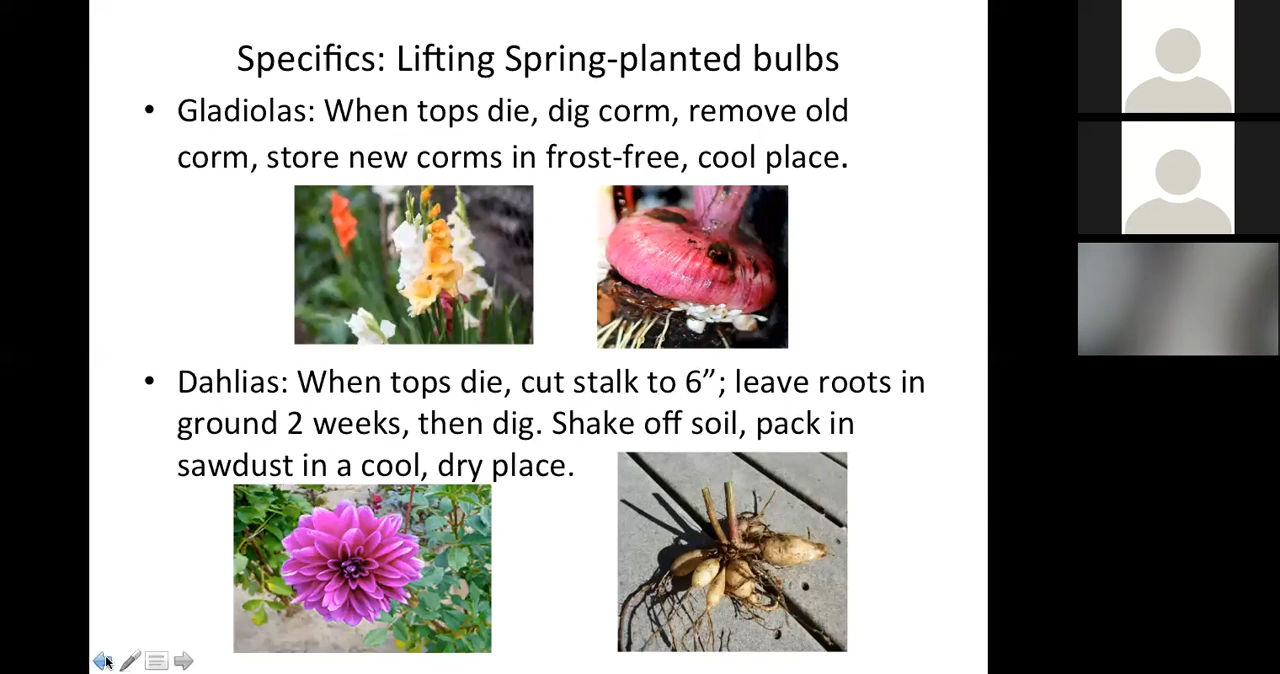 Specifics: Lifting Spring-planted bulbs
• Gladiolas: When tops die, dig corm, remove old
corm, store new corms in frost-free, cool place.
• Dahlias: When tops die, cut stalk to 6”; leave roots in
ground 2 weeks, then dig. Shake off soil, pack in
sawdust in a cool, dry place.